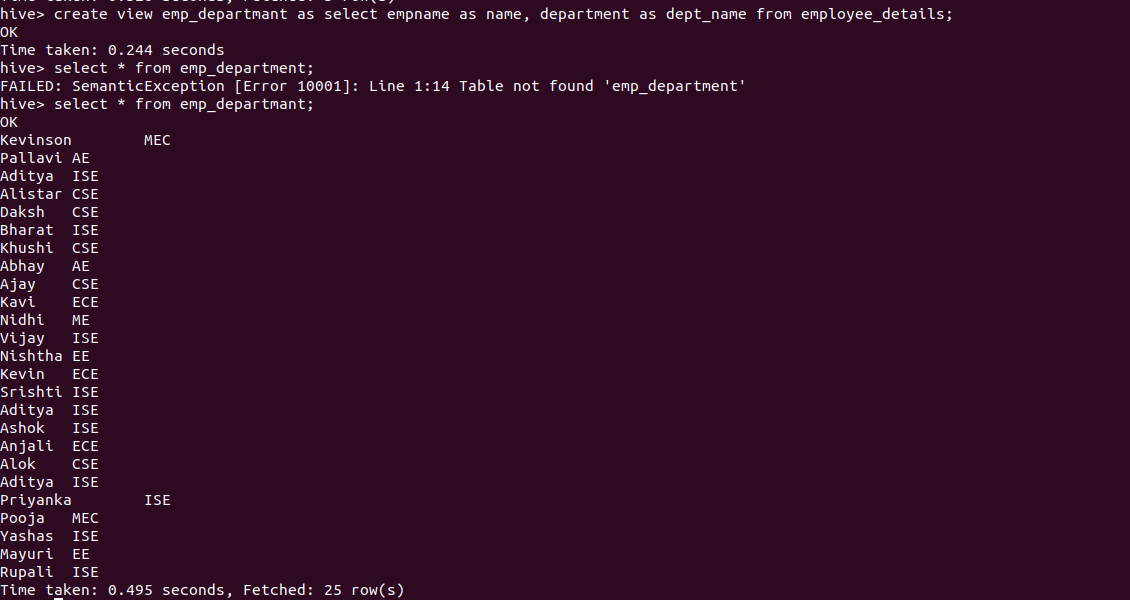 hive> create view emp_departmant as select empname as name, department as dept_name from employee_details;
OK
Time taken: 0.244 seconds
hive> select * from emp_department;
FAILED: SemanticException [Error 10001]: Line 1:14 Table not found 'emp_department'
hive> select * from emp_departmant;
OK
Kevinson	MEC
Pallavi	AE
Aditya	ISE
Alistar	CSE
Daksh	CSE
Bharat	ISE
Khushi	CSE
Abhay	AE
Ajay	CSE
Kavi	ECE
Nidhi	ME
Vijay	ISE
Nishtha	EE
Kevin	ECE
Srishti	ISE
Aditya	ISE
Ashok	ISE
Anjali	ECE
Alok	CSE
Aditya	ISE
Priyanka	ISE
Pooja	MEC
Yashas	ISE
Mayuri	EE
Rupali	ISE
Time taken: 0.495 seconds, Fetched: 25 row(s)